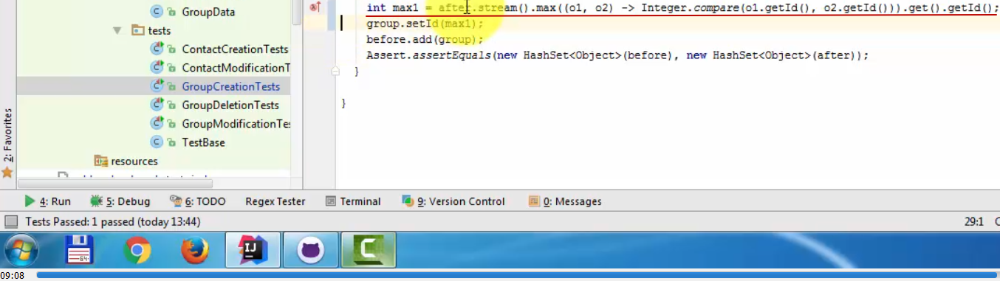 GroupData
tests
ContactCreationTests
ContactModificationT
GroupCreationTests
GroupDeletionTests
GroupModificationTes
TestBase
resources
2: Favorites
int max1 = after.stream().max((o1, o2) -> Integer.compare(o1.getId(), o2.getId())).get().getId();
group.setId(max1);
before.add(group);
Assert.assertEquals(new HashSet<Object>(before), new HashSet<Object>(after));
}
}
4: Run 5: Debug 6: TODO Regex Tester Terminal 9: Version Control 0: Messages
Tests Passed: 1 passed (today 13:44) 29:1
64
IJ
C
09:08